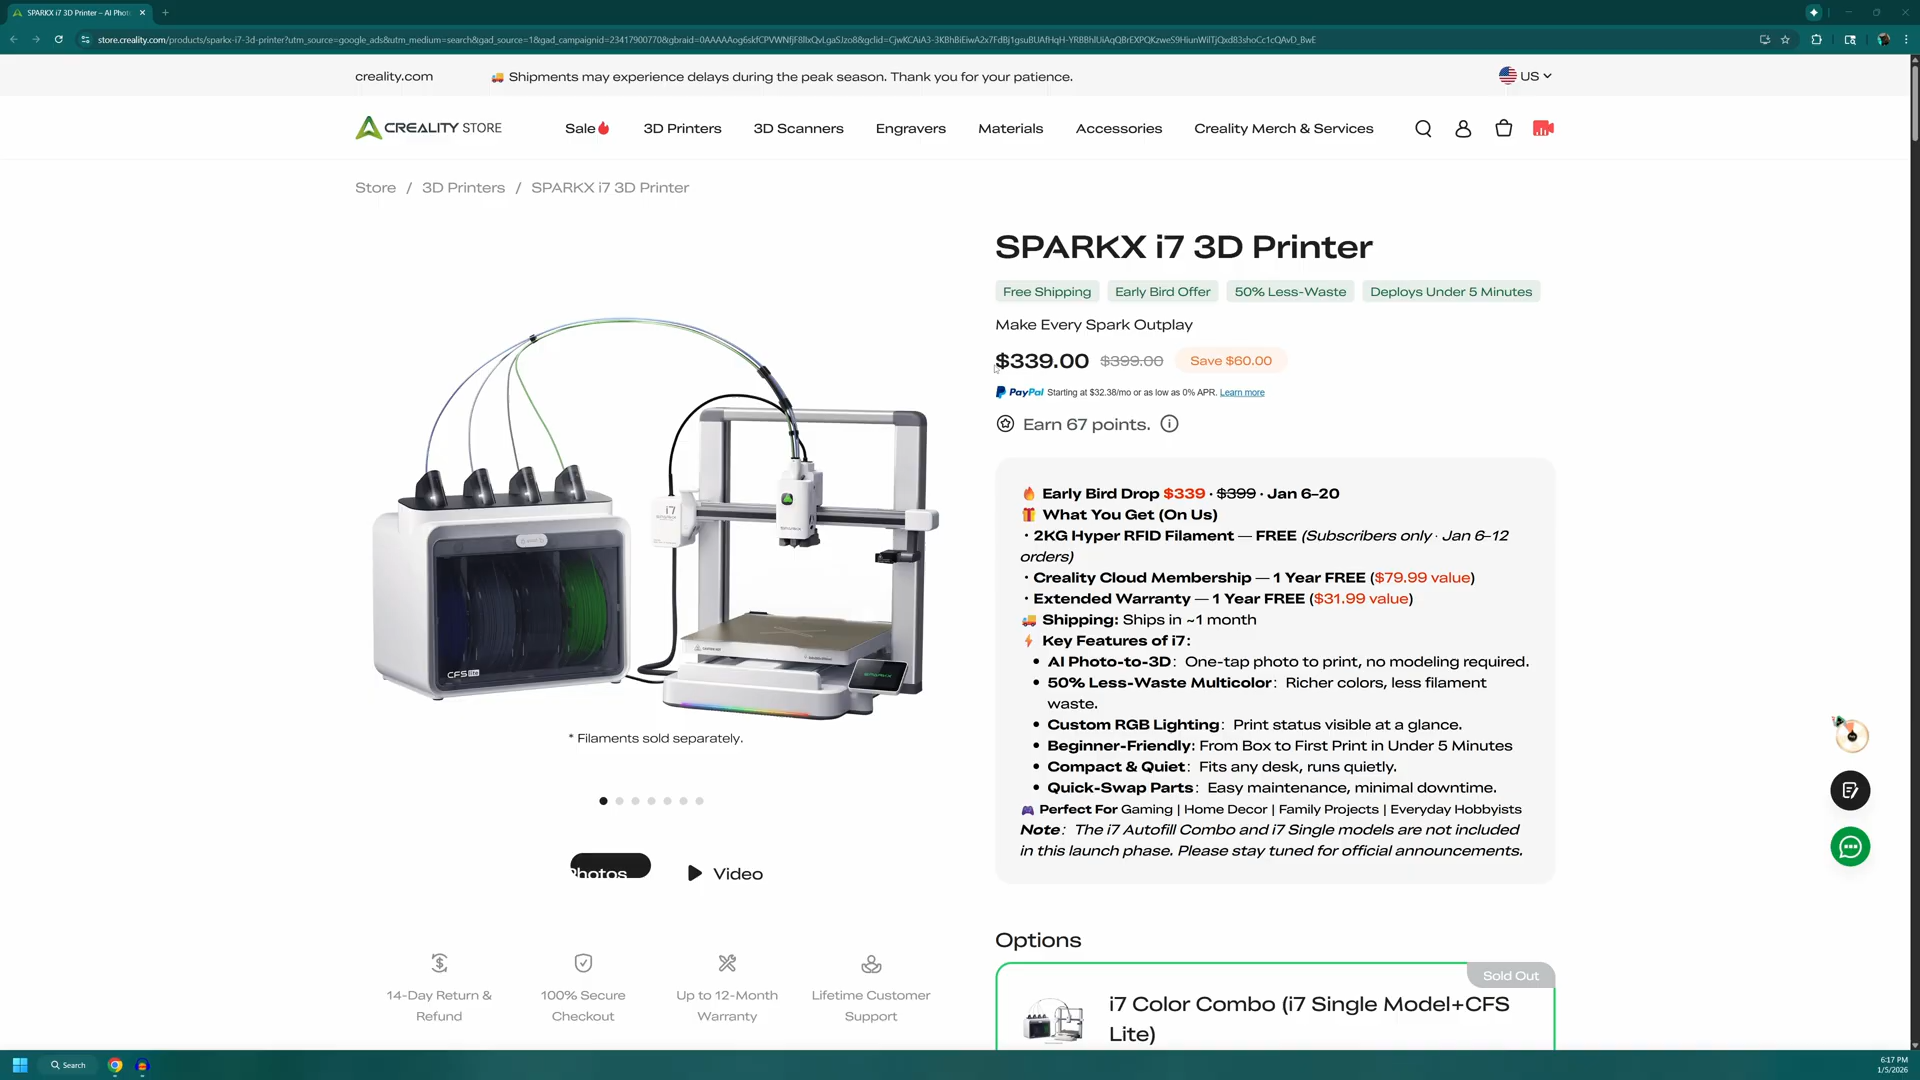 SPARKX i7 3D Printer – AI Phot
store.creality.com/products/sparkx-i7-3d-printer?utm_source=google_ads&utm_medium=search&gad_source=1&gad_campaignid=23417900770
creality.com
🚚 Shipments may experience delays during the peak season. Thank you for your patience.
US
CREALITY STORE
Sale
3D Printers
3D Scanners
Engravers
Materials
Accessories
Creality Merch & Services
Store / 3D Printers / SPARKX i7 3D Printer
SPARKX i7 3D Printer
Free Shipping
Early Bird Offer
50% Less-Waste
Deploys Under 5 Minutes
Make Every Spark Outplay
$339.00 $399.00 Save $60.00
PayPal Starting at $32.38/mo or as low as 0% APR. Learn more
Earn 67 points.
🔥 Early Bird Drop $339 · $399 · Jan 6–20
🎁 What You Get (On Us)
· 2KG Hyper RFID Filament — FREE (Subscribers only · Jan 6–12
orders)
· Creality Cloud Membership — 1 Year FREE ($79.99 value)
· Extended Warranty — 1 Year FREE ($31.99 value)
🚚 Shipping: Ships in ~1 month
⚡ Key Features of i7:
• AI Photo-to-3D: One-tap photo to print, no modeling required.
• 50% Less-Waste Multicolor: Richer colors, less filament
waste.
• Custom RGB Lighting: Print status visible at a glance.
• Beginner-Friendly: From Box to First Print in Under 5 Minutes
• Compact & Quiet: Fits any desk, runs quietly.
• Quick-Swap Parts: Easy maintenance, minimal downtime.
🎮 Perfect For Gaming | Home Decor | Family Projects | Everyday Hobbyists
Note: The i7 Autofill Combo and i7 Single models are not included
in this launch phase. Please stay tuned for official announcements.
i7
CFS lite
* Filaments sold separately.
Photos
Video
14-Day Return &
Refund
100% Secure
Checkout
Up to 12-Month
Warranty
Lifetime Customer
Support
Options
Sold Out
i7 Color Combo (i7 Single Model+CFS
Lite)
Search
6:17 PM
1/5/2026